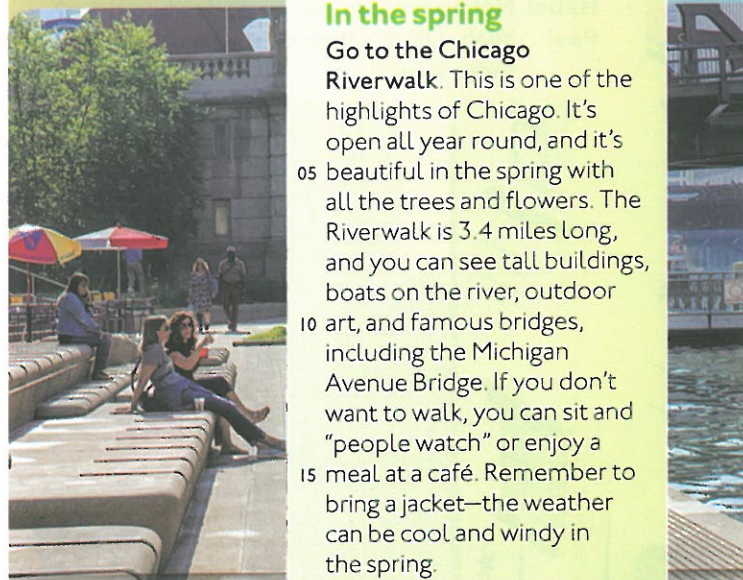 In the spring
Go to the Chicago
Riverwalk. This is one of the
highlights of Chicago. It's
open all year round, and it's
05 beautiful in the spring with
all the trees and flowers. The
Riverwalk is 3.4 miles long,
and you can see tall buildings,
boats on the river, outdoor
10 art, and famous bridges,
including the Michigan
Avenue Bridge. If you don't
want to walk, you can sit and
"people watch" or enjoy a
15 meal at a café. Remember to
bring a jacket—the weather
can be cool and windy in
the spring.